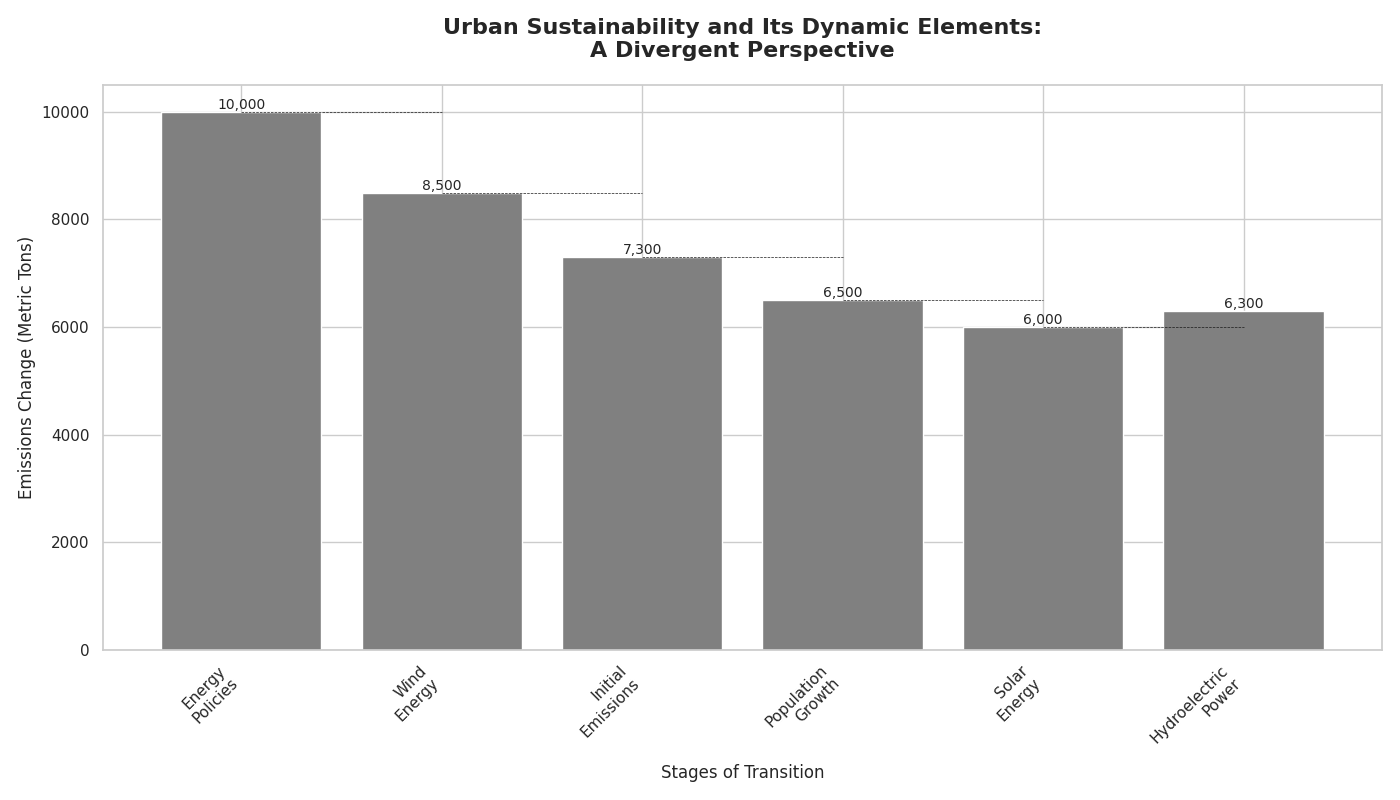 Urban Sustainability and Its Dynamic Elements:
A Divergent Perspective
Emissions Change (Metric Tons)
10000
8000
6000
4000
2000
0
10,000
8,500
7,300
6,500
6,000
6,300
Energy
Policies
Wind
Energy
Initial
Emissions
Population
Growth
Solar
Energy
Hydroelectric
Power
Stages of Transition